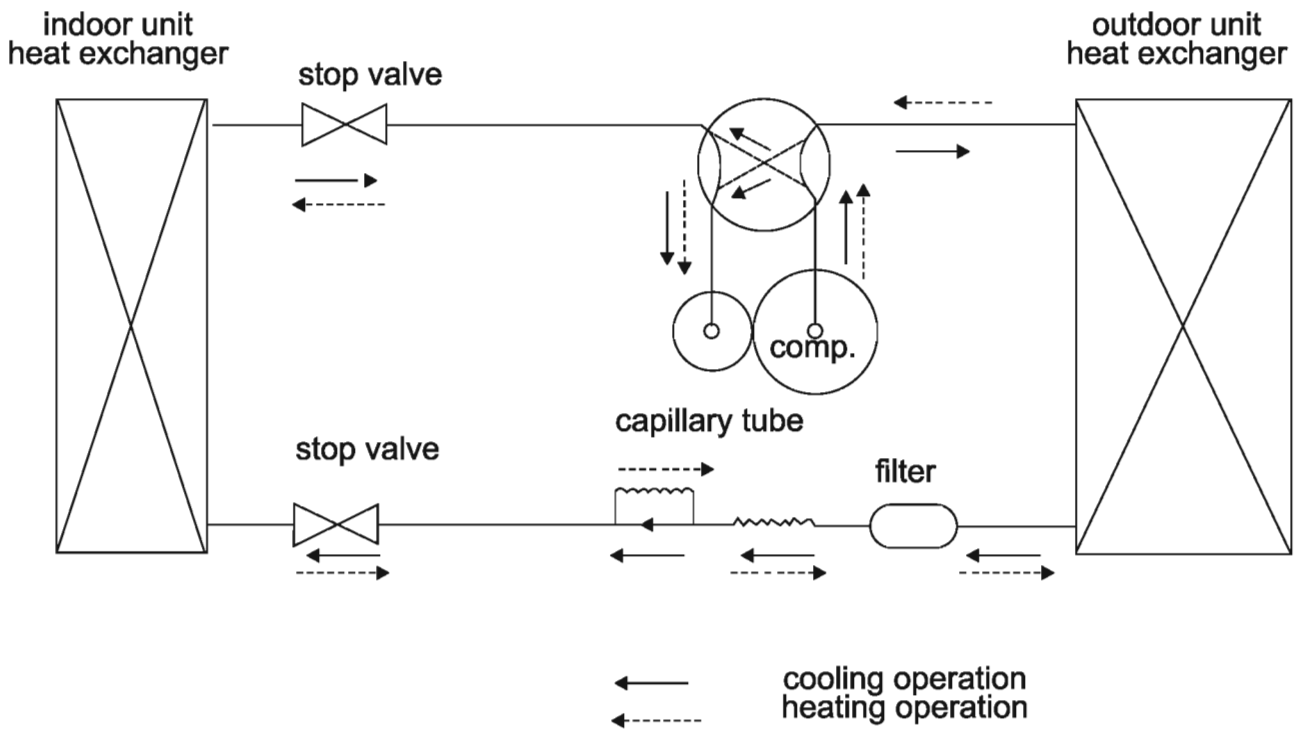 indoor unit
heat exchanger
outdoor unit
heat exchanger
stop valve
comp.
capillary tube
stop valve
filter
cooling operation
heating operation